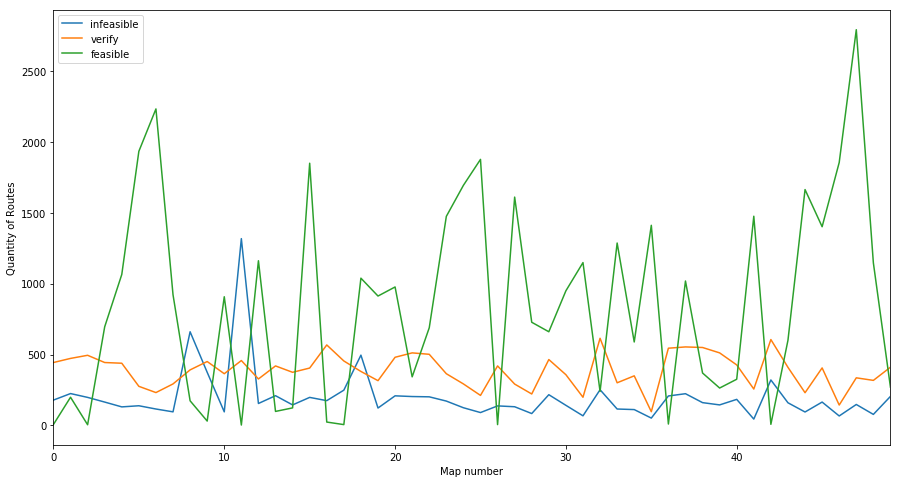 infeasible
verify
feasible
Quantity of Routes
2500
2000
1500
1000
500
0
0 10 20 30 40
Map number